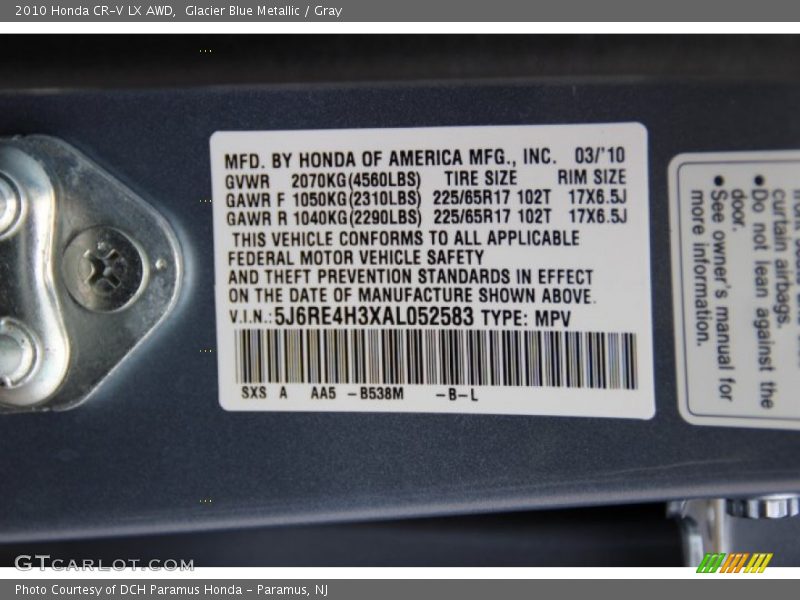 2010 Honda CR-V LX AWD,  Glacier Blue Metallic / Gray
MFD. BY HONDA OF AMERICA MFG., INC. 03/'10
GVWR 2070KG(4560LBS) TIRE SIZE RIM SIZE
GAWR F 1050KG(2310LBS) 225/65R17 102T 17X6.5J
GAWR R 1040KG(2290LBS) 225/65R17 102T 17X6.5J
THIS VEHICLE CONFORMS TO ALL APPLICABLE
FEDERAL MOTOR VEHICLE SAFETY
AND THEFT PREVENTION STANDARDS IN EFFECT
ON THE DATE OF MANUFACTURE SHOWN ABOVE.
V.I.N.: 5J6RE4H3XAL052583 TYPE: MPV
SXS A AA5 -B538M -B-L
curtain airbags.
• Do not lean against the
door.
• See owner's manual for
more information.
GTCARLOT.COM
Photo Courtesy of DCH Paramus Honda - Paramus, NJ